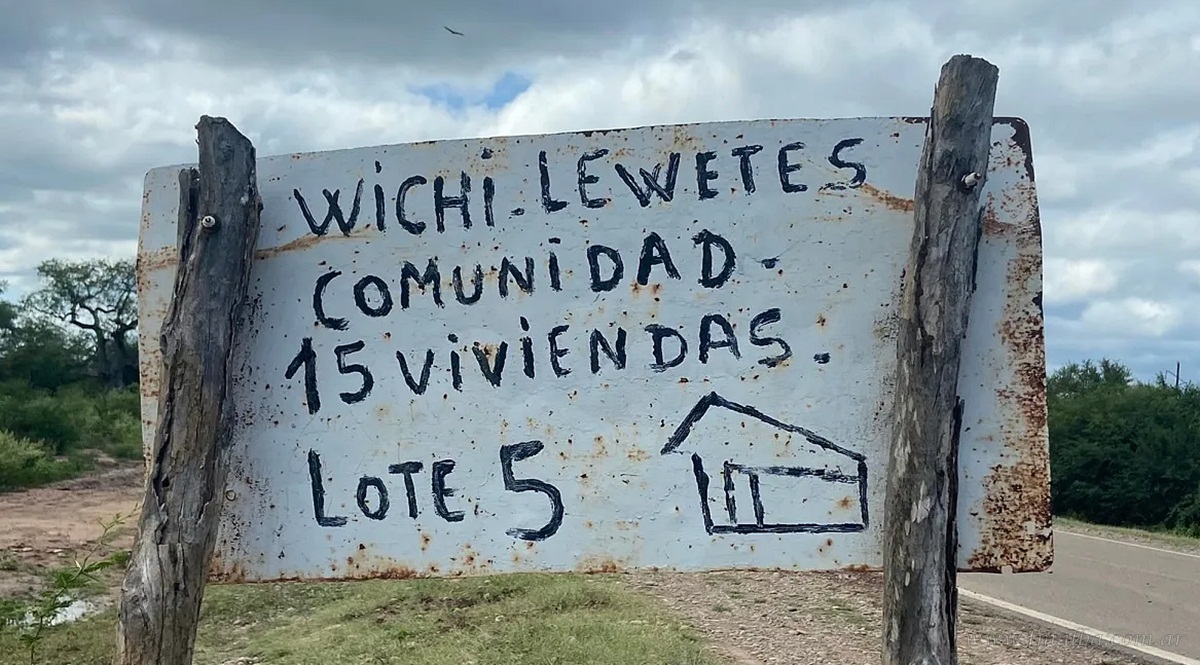 WiCHi.LEWETES
COMUNiDAD.
15 ViViENDAS.
LOTE 5